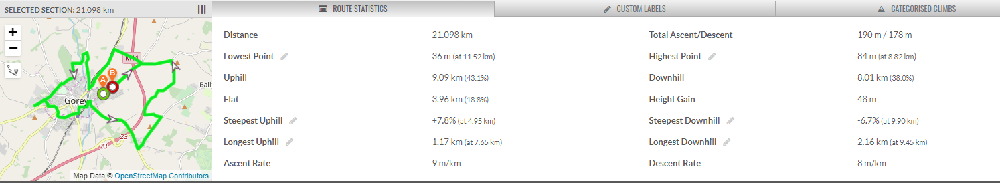 SELECTED SECTION: 21.098 km
ROUTE STATISTICS
CUSTOM LABELS
CATEGORISED CLIMBS
+
−
M11
A
B
Gorey
Bally
23
23
Map Data © OpenStreetMap Contributors
Distance 21.098 km
Total Ascent/Descent 190 m / 178 m
Lowest Point 36 m (at 11.52 km)
Highest Point 84 m (at 8.82 km)
Uphill 9.09 km (43.1%)
Downhill 8.01 km (38.0%)
Flat 3.96 km (18.8%)
Height Gain 48 m
Steepest Uphill +7.8% (at 4.95 km)
Steepest Downhill -6.7% (at 9.90 km)
Longest Uphill 1.17 km (at 7.65 km)
Longest Downhill 2.16 km (at 9.45 km)
Ascent Rate 9 m/km
Descent Rate 8 m/km